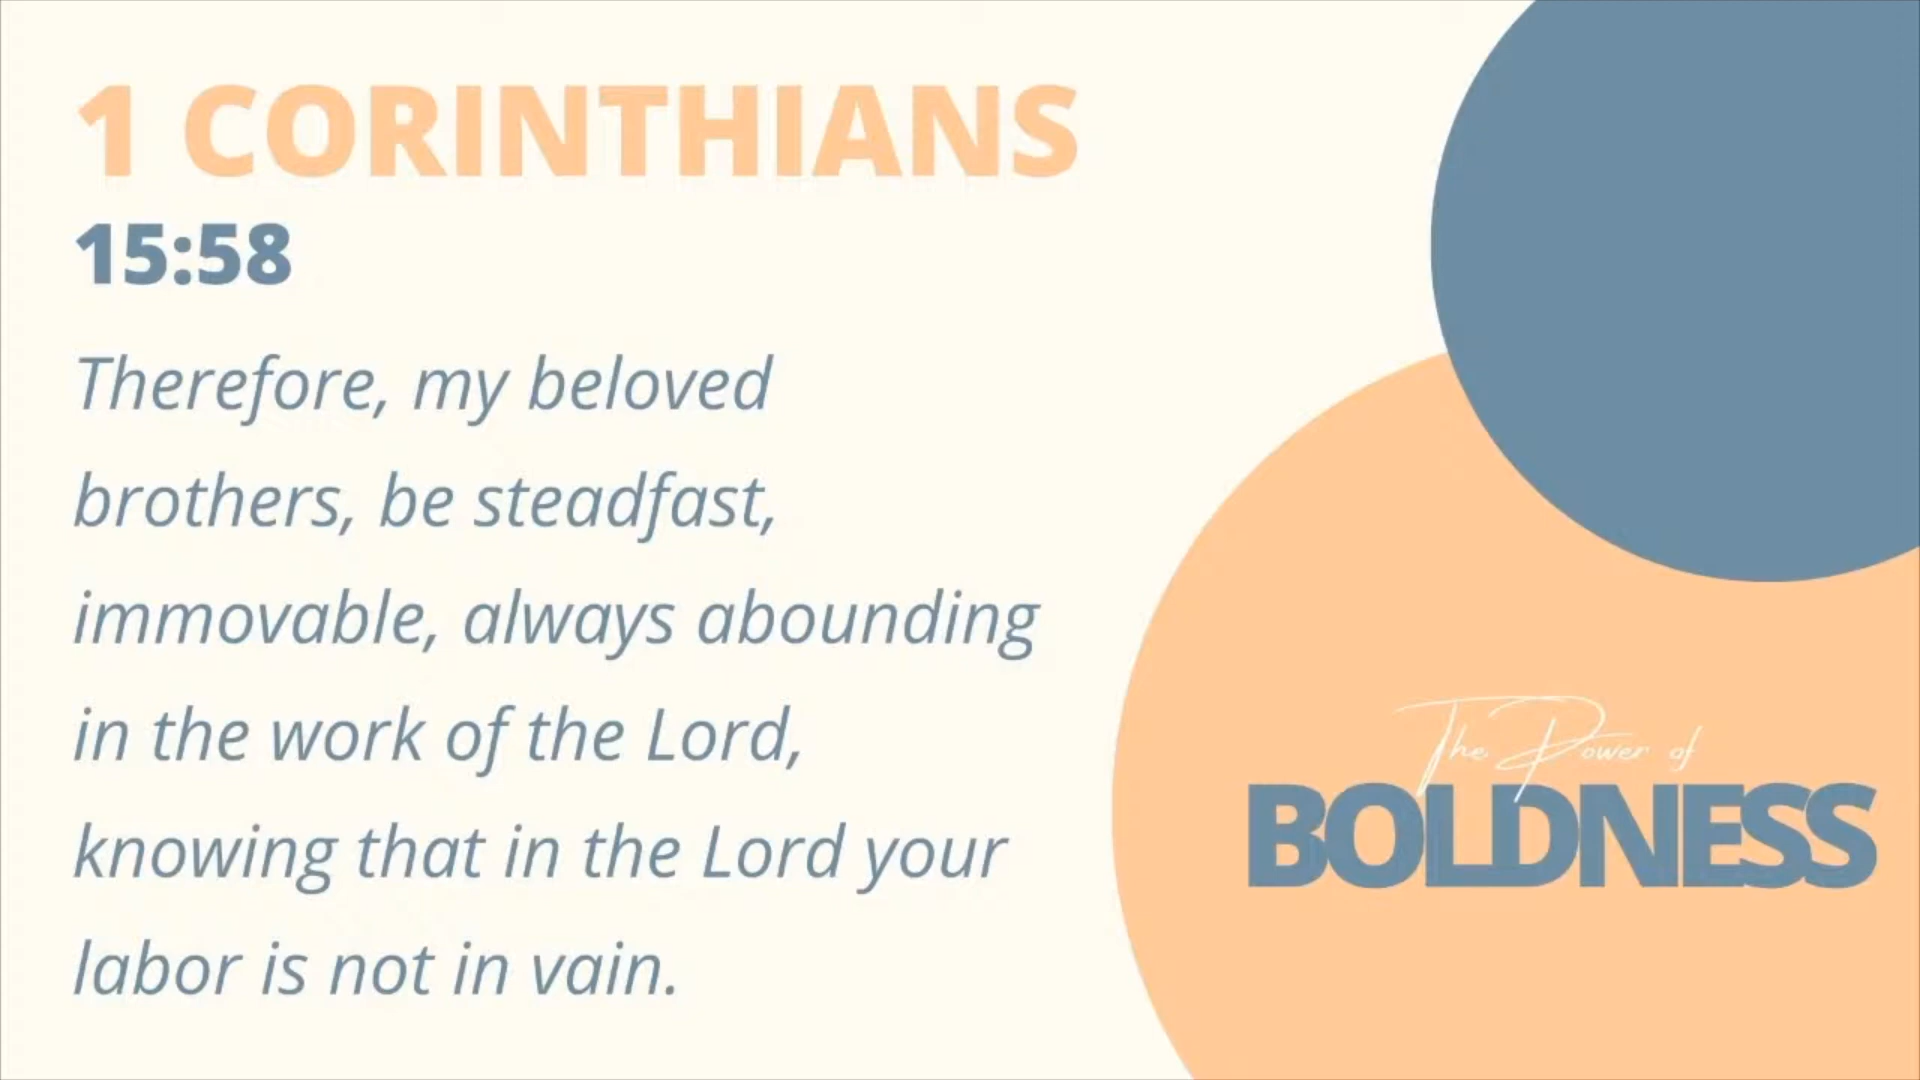 1 CORINTHIANS
15:58
Therefore, my beloved
brothers, be steadfast,
immovable, always abounding
in the work of the Lord,
knowing that in the Lord your
labor is not in vain.
The Power of
BOLDNESS